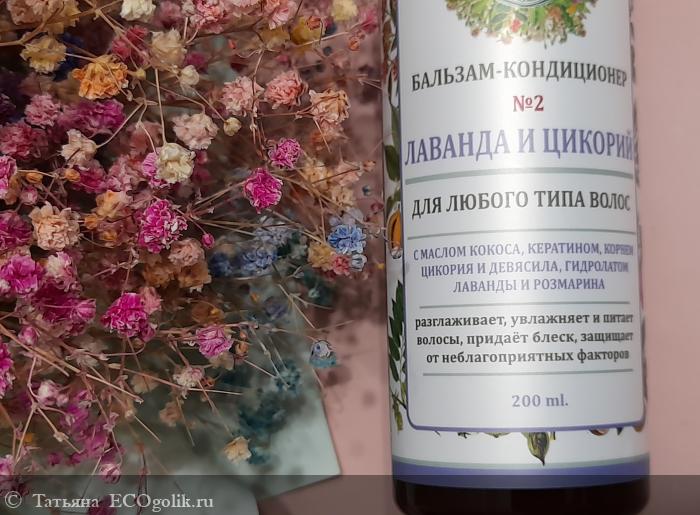 БАЛЬЗАМ-КОНДИЦИОНЕР
№2
ЛАВАНДА И ЦИКОРИЙ
ДЛЯ ЛЮБОГО ТИПА ВОЛОС
С МАСЛОМ КОКОСА, КЕРАТИНОМ, КОРНЕМ
ЦИКОРИЯ И ДЕВЯСИЛА, ГИДРОЛАТОМ
ЛАВАНДЫ И РОЗМАРИНА
разглаживает, увлажняет и питает
волосы, придаёт блеск, защищает
от неблагоприятных факторов
200 ml.
© Татьяна ECOgolik.ru